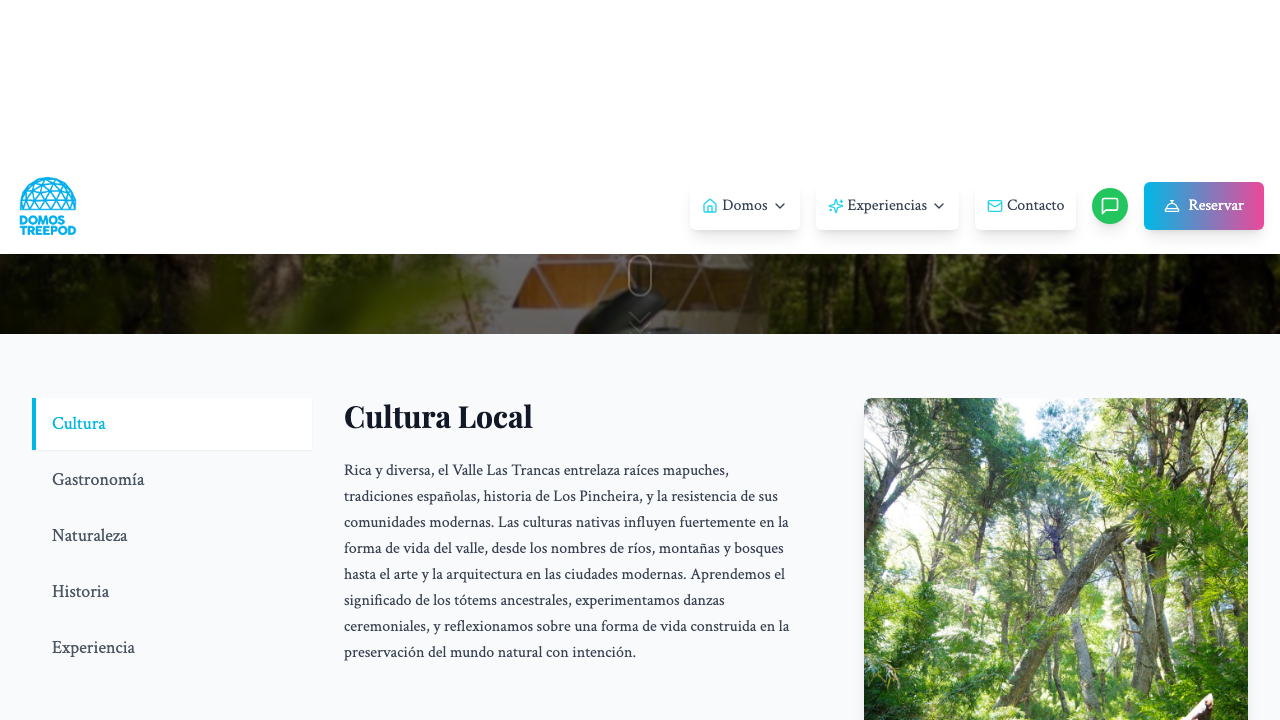 DOMOS
TREEPOD
Domos
Experiencias
Contacto
Reservar
Cultura
Gastronomía
Naturaleza
Historia
Experiencia
Cultura Local
Rica y diversa, el Valle Las Trancas entrelaza raíces mapuches,
tradiciones españolas, historia de Los Pincheira, y la resistencia de sus
comunidades modernas. Las culturas nativas influyen fuertemente en la
forma de vida del valle, desde los nombres de ríos, montañas y bosques
hasta el arte y la arquitectura en las ciudades modernas. Aprendemos el
significado de los tótems ancestrales, experimentamos danzas
ceremoniales, y reflexionamos sobre una forma de vida construida en la
preservación del mundo natural con intención.